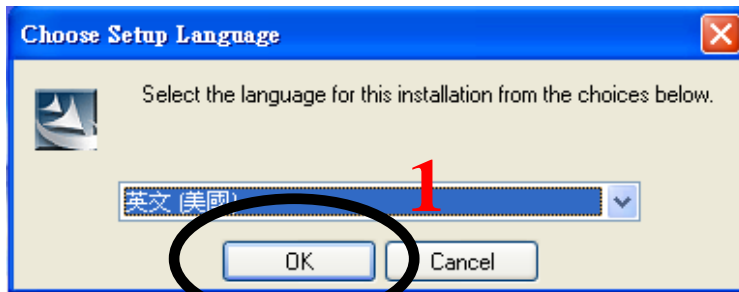 Choose Setup Language
Select the language for this installation from the choices below.
英文 (美國)
1
OK
Cancel